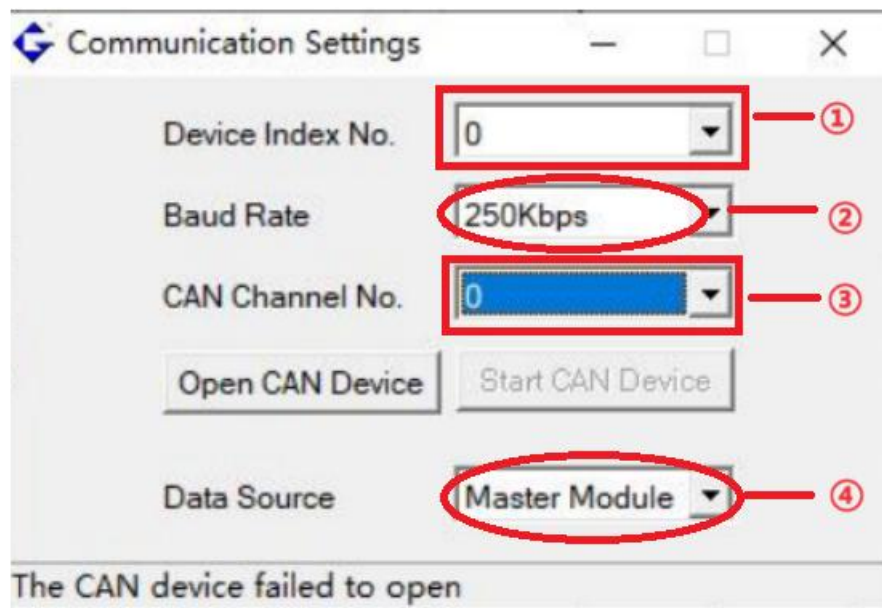 Communication Settings
Device Index No. 0 ①
Baud Rate 250Kbps ②
CAN Channel No. 0 ③
Open CAN Device Start CAN Device
Data Source Master Module ④
The CAN device failed to open